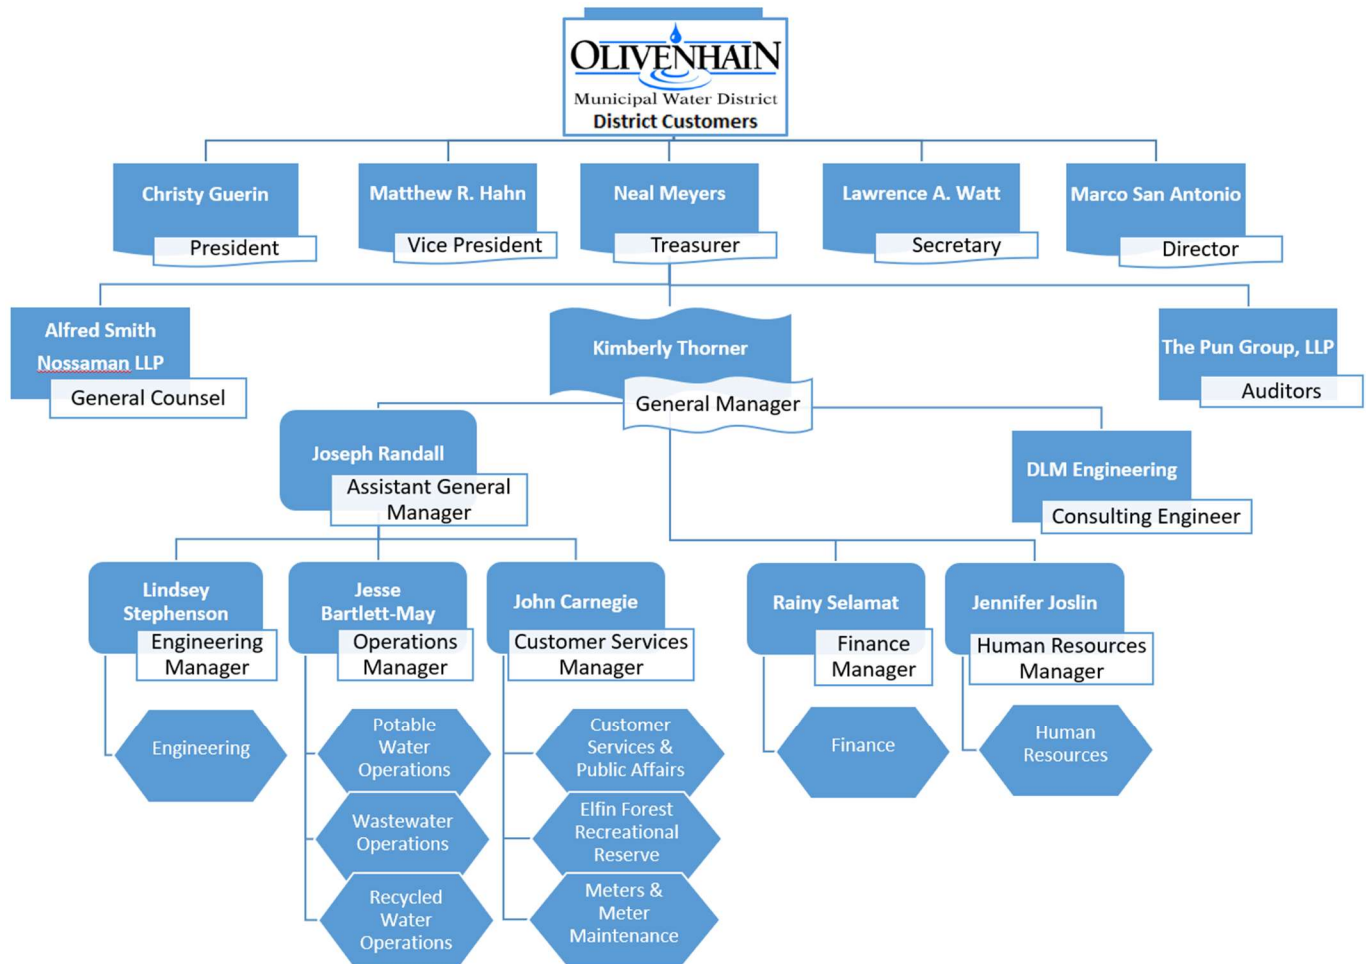 OLIVENHAIN
Municipal Water District
District Customers
Christy Guerin
President
Matthew R. Hahn
Vice President
Neal Meyers
Treasurer
Lawrence A. Watt
Secretary
Marco San Antonio
Director
Alfred Smith
Nossaman LLP
General Counsel
Kimberly Thorner
General Manager
The Pun Group, LLP
Auditors
Joseph Randall
Assistant General
Manager
DLM Engineering
Consulting Engineer
Lindsey
Stephenson
Engineering
Manager
Jesse
Bartlett-May
Operations
Manager
John Carnegie
Customer Services
Manager
Rainy Selamat
Finance
Manager
Jennifer Joslin
Human Resources
Manager
Engineering
Potable
Water
Operations
Wastewater
Operations
Recycled
Water
Operations
Customer
Services &
Public Affairs
Elfin Forest
Recreational
Reserve
Meters &
Meter
Maintenance
Finance
Human
Resources